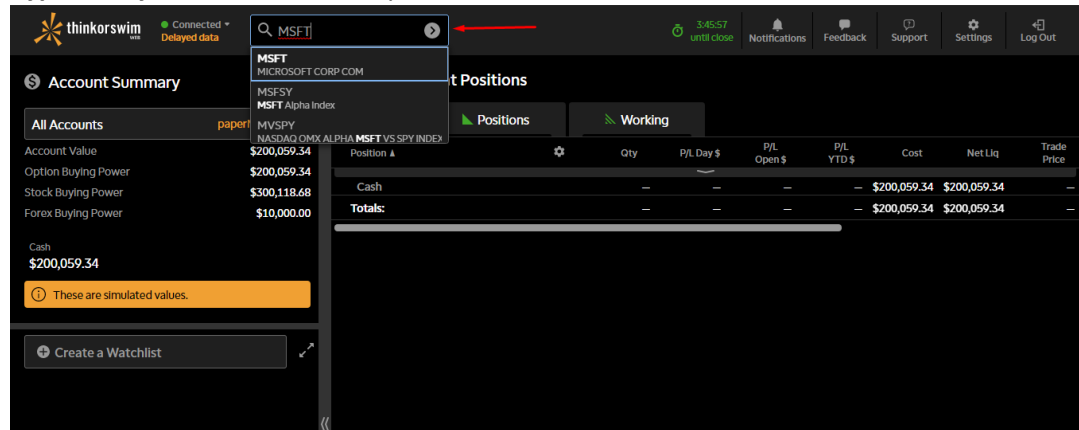 thinkorswim
web
Connected
Delayed data
MSFT
3:45:57
until close
Notifications
Feedback
Support
Settings
Log Out
MSFT
MICROSOFT CORP COM
MSFSY
MSFT Alpha Index
MVSPY
NASDAQ OMX ALPHA MSFT VS SPY INDEX
Account Summary
t Positions
All Accounts
paper
Positions
Working
Account Value $200,059.34
Option Buying Power $200,059.34
Stock Buying Power $300,118.68
Forex Buying Power $10,000.00
Cash
$200,059.34
These are simulated values.
Create a Watchlist
Position Qty P/L Day $ P/L Open $ P/L YTD $ Cost Net Liq Trade Price
Cash – – – – $200,059.34 $200,059.34 –
Totals: – – – – $200,059.34 $200,059.34 –